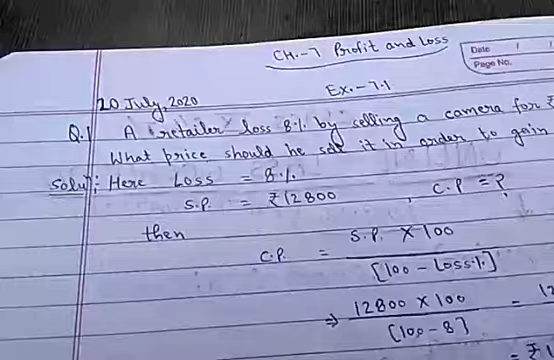 CH.-7 Profit and Loss
Date
Page No.
20 July, 2020
Ex.-7.1
Q.1 A retailer loss 8% by selling a camera for ₹
What price should he sell it in order to gain
Solu": Here Loss = 8%
S.P. = ₹12800, C.P = ?
then
C.P. = S.P. × 100
[100 - Loss%]
⇒ 12800 × 100 = 12
[100 - 8]
= ₹1